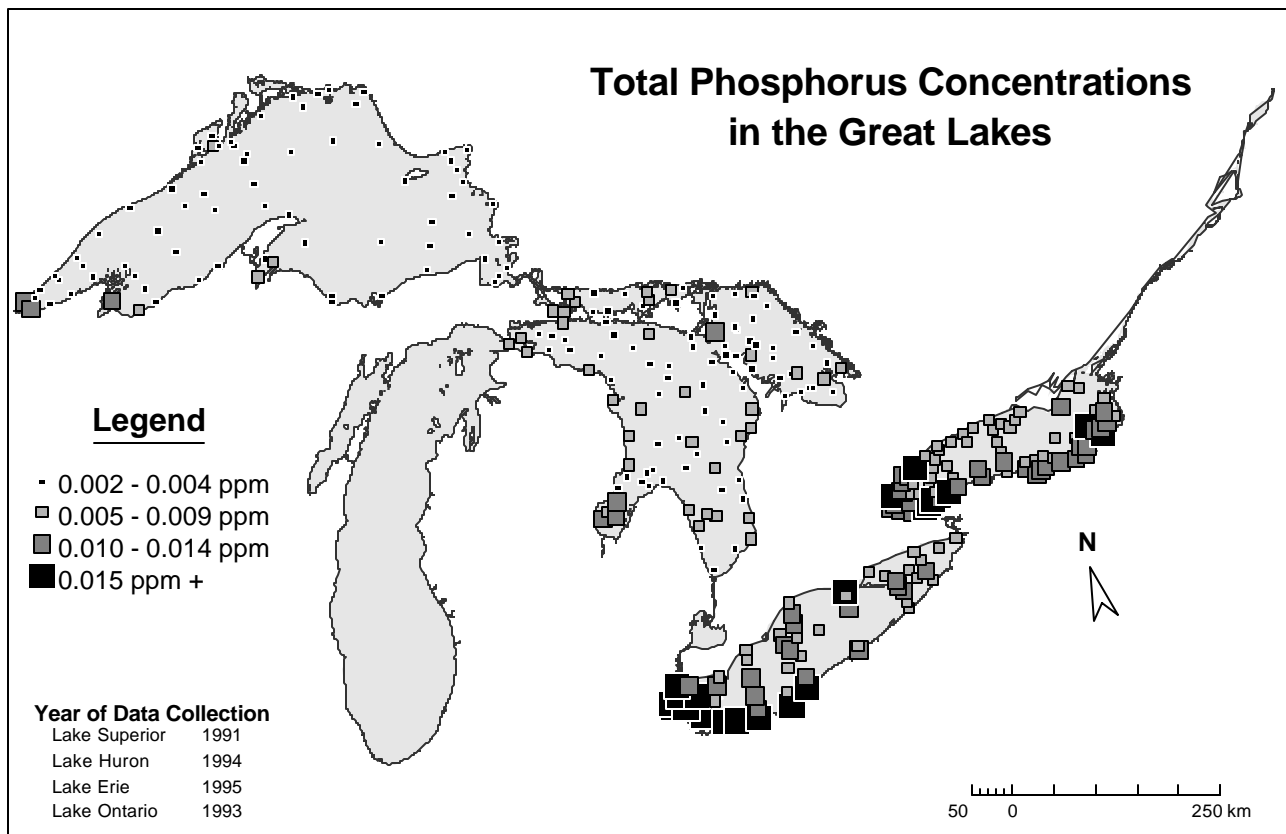 Total Phosphorus Concentrations
in the Great Lakes
Legend
0.002 - 0.004 ppm
0.005 - 0.009 ppm
0.010 - 0.014 ppm
0.015 ppm +
N
Year of Data Collection
Lake Superior 1991
Lake Huron 1994
Lake Erie 1995
Lake Ontario 1993
50 0 250 km